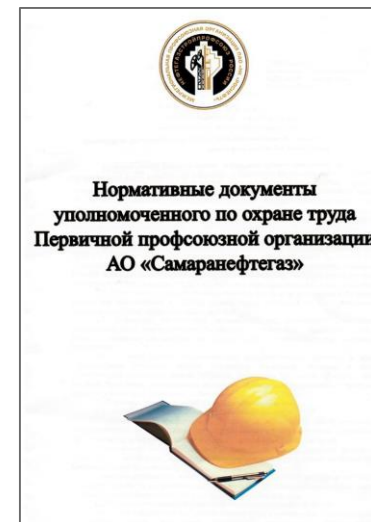 Нормативные документы
уполномоченного по охране труда
Первичной профсоюзной организации
АО «Самаранефтегаз»